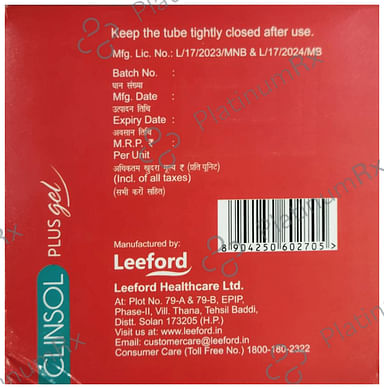 Keep the tube tightly closed after use.
Mfg. Lic. No.: L/17/2023/MNB & L/17/2024/MB
Batch No. :
घान संख्या
Mfg. Date :
उत्पादन तिथि
Expiry Date :
अवसान तिथि
M.R.P. ₹ :
Per Unit
अधिकतम खुदरा मूल्य ₹ (प्रति यूनिट)
(Incl. of all taxes)
(सभी करों सहित)
8 904250 602705
CLINSOL PLUS gel
Manufactured by:
Leeford
Leeford Healthcare Ltd.
At: Plot No. 79-A & 79-B, EPIP,
Phase-II, Vill. Thana, Tehsil Baddi,
Distt. Solan 173205 (H.P.)
Visit us at: www.leeford.in
Email: customercare@leeford.in
Consumer Care (Toll Free No.) 1800-180-2322
PlatinumRx